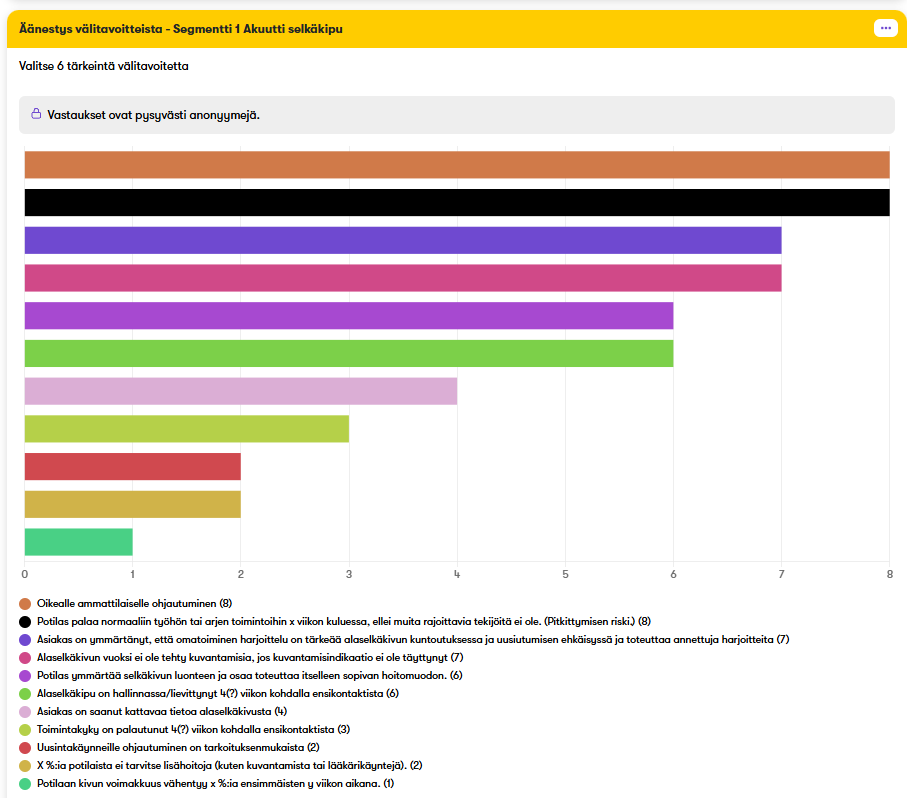 Äänestys välitavoitteista - Segmentti 1 Akuutti selkäkipu
Valitse 6 tärkeintä välitavoitetta
Vastaukset ovat pysyvästi anonyymejä.
0 1 2 3 4 5 6 7 8
Oikealle ammattilaiselle ohjautuminen (8)
Potilas palaa normaaliin työhön tai arjen toimintoihin x viikon kuluessa, ellei muita rajoittavia tekijöitä ei ole. (Pitkittymisen riski.) (8)
Asiakas on ymmärtänyt, että omatoiminen harjoittelu on tärkeää alaselkäkivun kuntoutuksessa ja uusiutumisen ehkäisyssä ja toteuttaa annettuja harjoitteita (7)
Alaselkäkivun vuoksi ei ole tehty kuvantamisia, jos kuvantamisindikaatio ei ole täyttynyt (7)
Potilas ymmärtää selkäkivun luonteen ja osaa toteuttaa itselleen sopivan hoitomuodon. (6)
Alaselkäkipu on hallinnassa/lievittynyt 4(?) viikon kohdalla ensikontaktista (6)
Asiakas on saanut kattavaa tietoa alaselkäkivusta (4)
Toimintakyky on palautunut 4(?) viikon kohdalla ensikontaktista (3)
Uusintakäynneille ohjautuminen on tarkoituksenmukaista (2)
X %:ia potilaista ei tarvitse lisähoitoja (kuten kuvantamista tai lääkärikäyntejä). (2)
Potilaan kivun voimakkuus vähentyy x %:ia ensimmäisten y viikon aikana. (1)